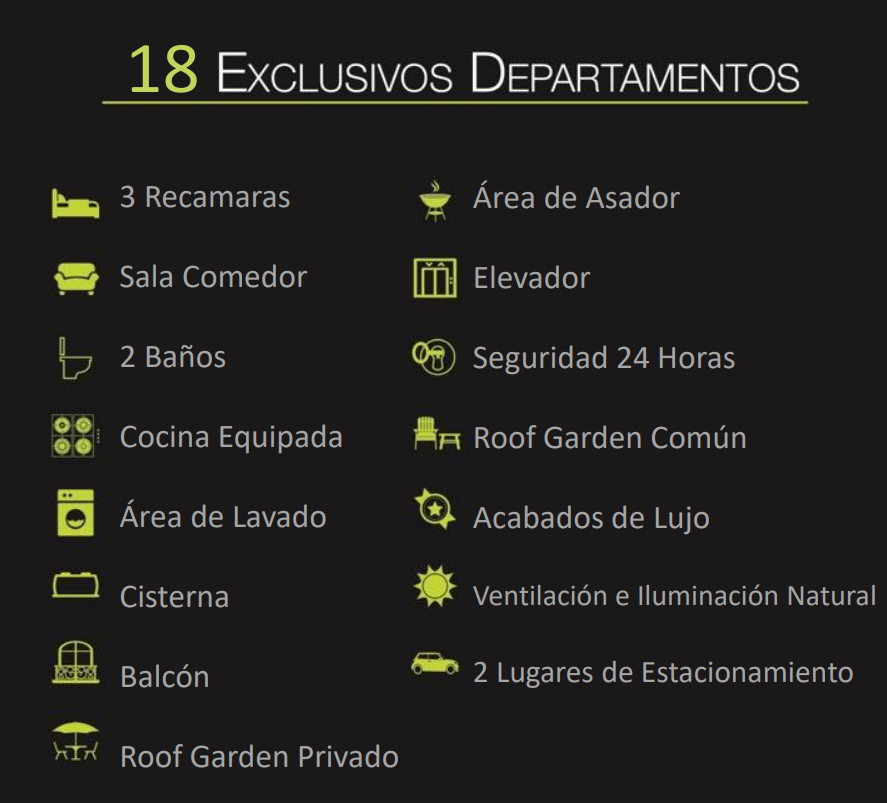 18 EXCLUSIVOS DEPARTAMENTOS
3 Recamaras
Sala Comedor
2 Baños
Cocina Equipada
Área de Lavado
Cisterna
Balcón
Roof Garden Privado
Área de Asador
Elevador
Seguridad 24 Horas
Roof Garden Común
Acabados de Lujo
Ventilación e Iluminación Natural
2 Lugares de Estacionamiento